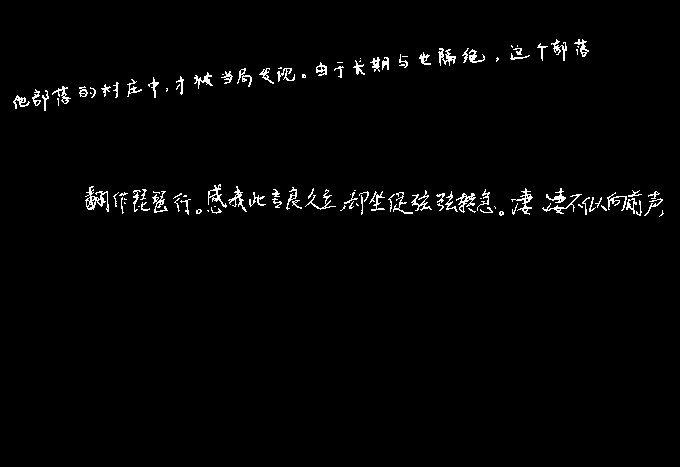 他部落的村庄中,才被当局发现。由于长期与世隔绝,这个部落
翻作琵琶行。感我此言良久立,却坐促弦弦转急。凄凄不似向前声,